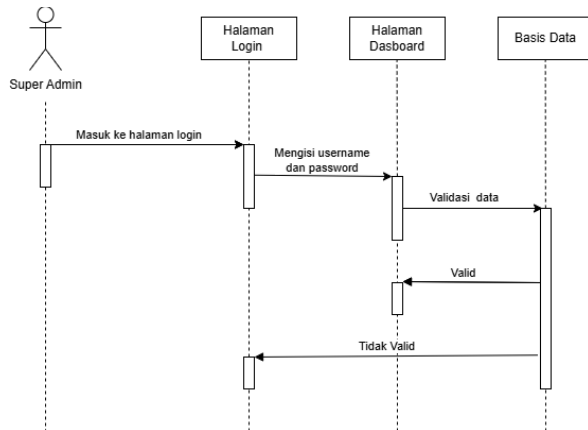 Halaman
Login
Halaman
Dasboard
Basis Data
Super Admin
Masuk ke halaman login
Mengisi username
dan password
Validasi data
Valid
Tidak Valid